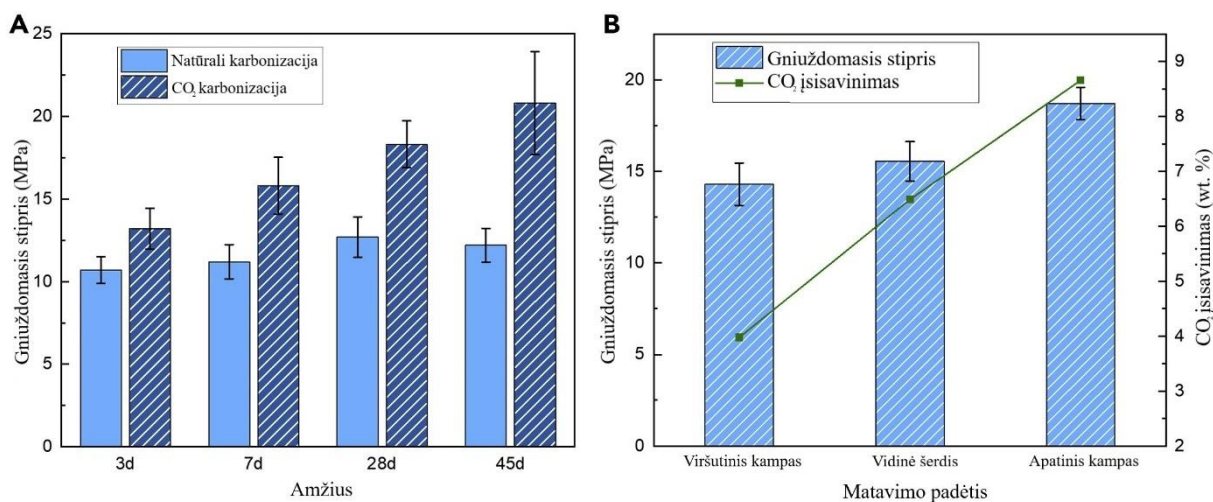 A
Gniuždomasis stipris (MPa)
25
20
15
10
5
0
Natūrali karbonizacija
CO₂ karbonizacija
3d
7d
28d
45d
Amžius
B
Gniuždomasis stipris (MPa)
20
15
10
5
0
Gniuždomasis stipris
CO₂ įsisavinimas
9
8
7
6
5
4
3
2
CO₂ įsisavinimas (wt. %)
Viršutinis kampas
Vidinė šerdis
Apatinis kampas
Matavimo padėtis